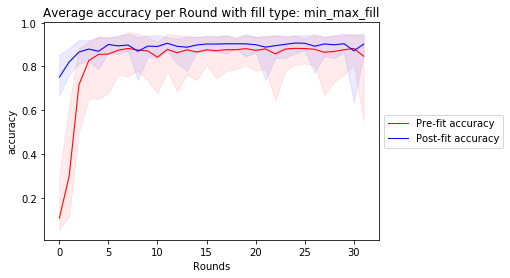 Average accuracy per Round with fill type: min_max_fill
1.0
0.8
0.6
0.4
0.2
accuracy
0
5
10
15
20
25
30
Rounds
Pre-fit accuracy
Post-fit accuracy